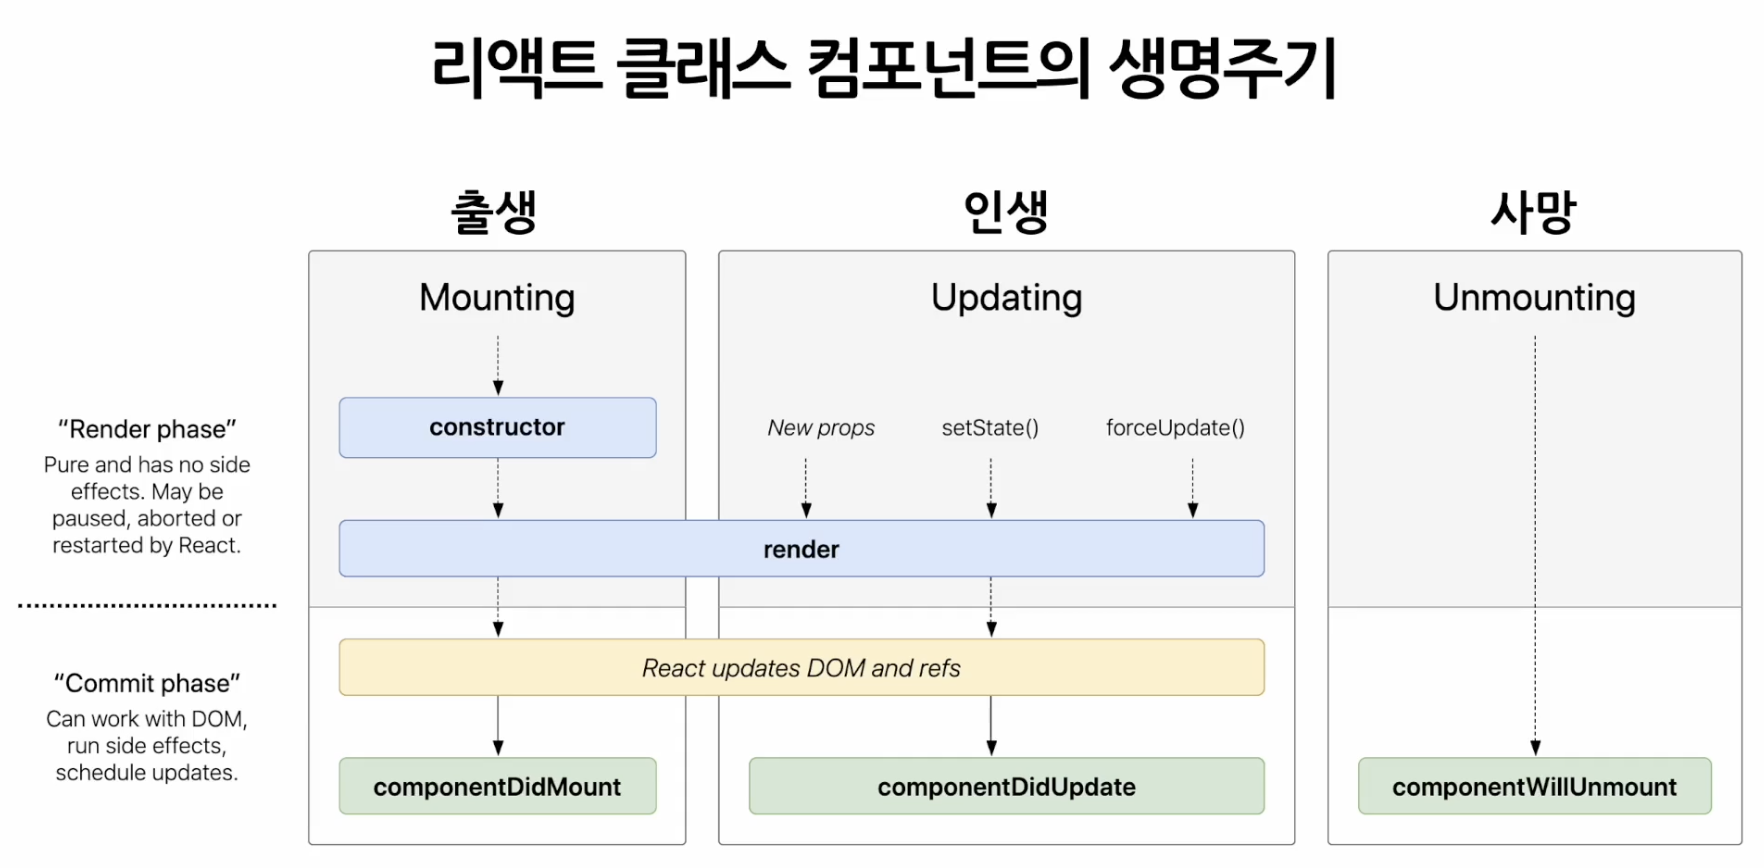 리액트 클래스 컴포넌트의 생명주기
출생
인생
사망
Mounting
Updating
Unmounting
“Render phase”
Pure and has no side
effects. May be
paused, aborted or
restarted by React.
constructor
New props
setState()
forceUpdate()
render
“Commit phase”
Can work with DOM,
run side effects,
schedule updates.
React updates DOM and refs
componentDidMount
componentDidUpdate
componentWillUnmount